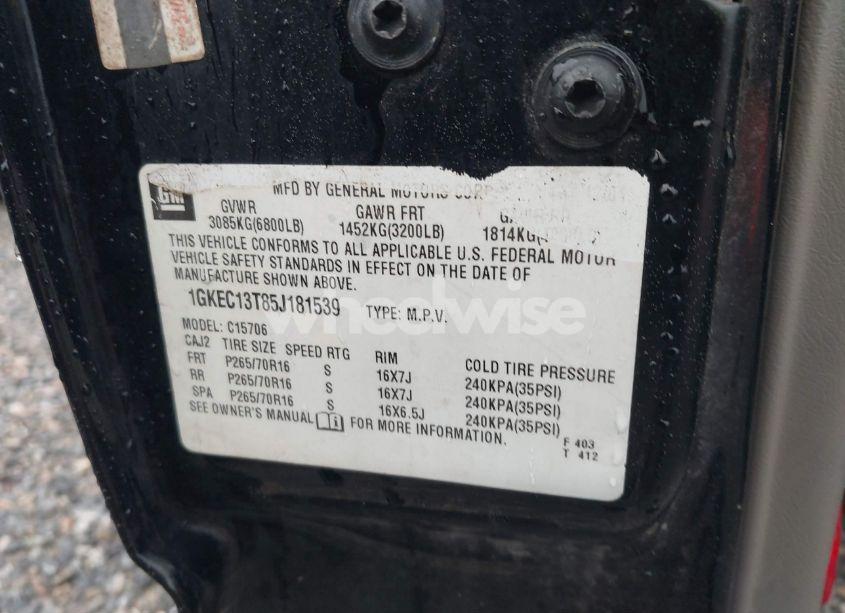 GM
MFD BY GENERAL MOTORS CORP
GVWR GAWR FRT
3085KG(6800LB) 1452KG(3200LB) 1814KG(
THIS VEHICLE CONFORMS TO ALL APPLICABLE U.S. FEDERAL MOTOR
VEHICLE SAFETY STANDARDS IN EFFECT ON THE DATE OF
MANUFACTURE SHOWN ABOVE.
1GKEC13T85J181539 TYPE: M.P.V.
wheelwise
MODEL: C15706
CAJ2 TIRE SIZE SPEED RTG RIM COLD TIRE PRESSURE
FRT P265/70R16 S 16X7J 240KPA(35PSI)
RR P265/70R16 S 16X7J 240KPA(35PSI)
SPA P265/70R16 S 16X6.5J 240KPA(35PSI)
SEE OWNER'S MANUAL FOR MORE INFORMATION.
F 403
T 412